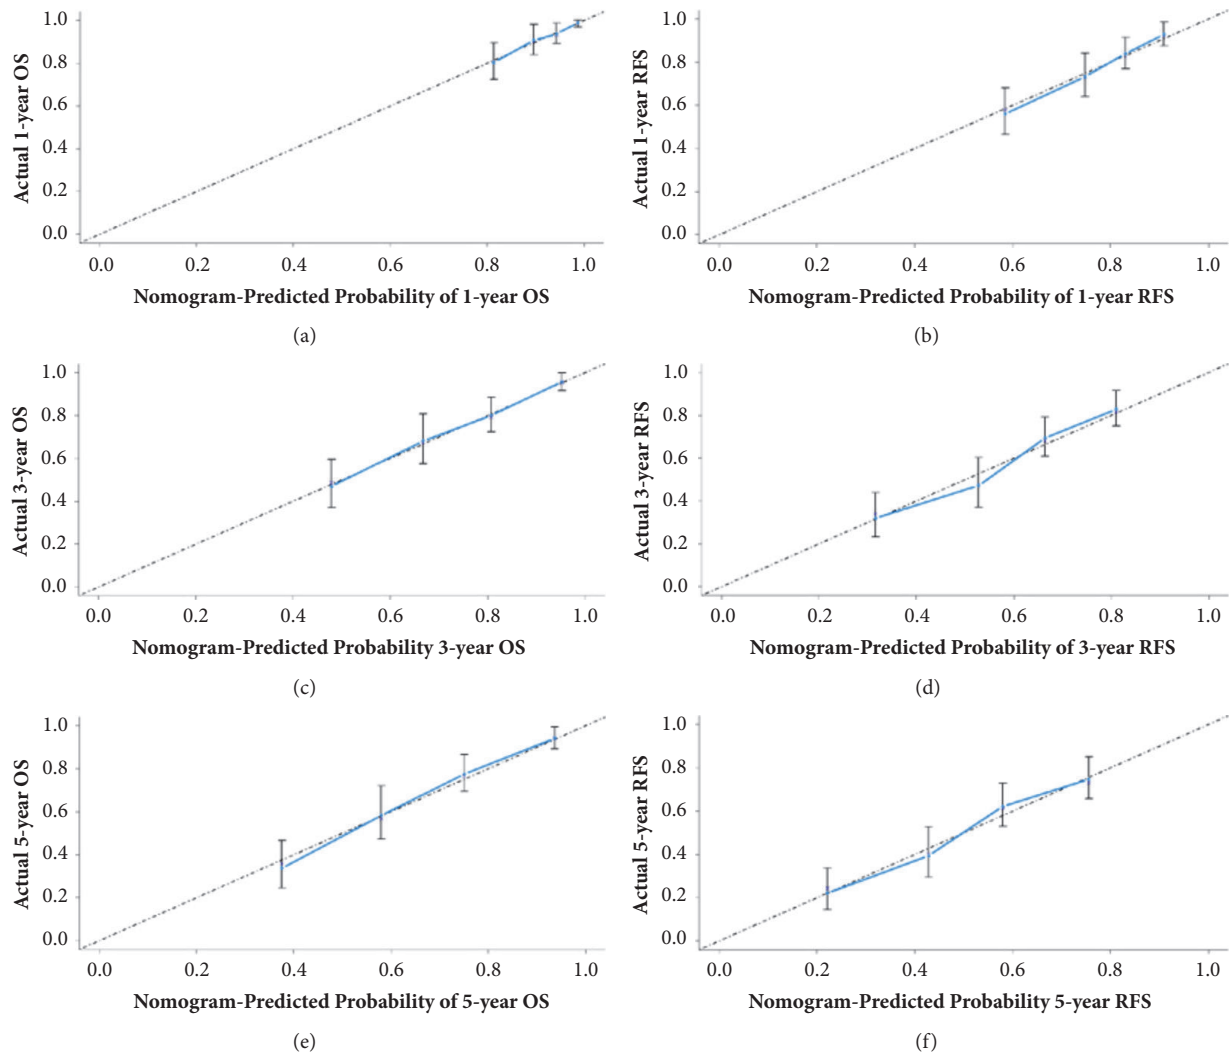 Actual 1-year OS
1.0
0.8
0.6
0.4
0.2
0.0
0.0 0.2 0.4 0.6 0.8 1.0
Nomogram-Predicted Probability of 1-year OS
(a)
Actual 1-year RFS
1.0
0.8
0.6
0.4
0.2
0.0
0.0 0.2 0.4 0.6 0.8 1.0
Nomogram-Predicted Probability of 1-year RFS
(b)
Actual 3-year OS
1.0
0.8
0.6
0.4
0.2
0.0
0.0 0.2 0.4 0.6 0.8 1.0
Nomogram-Predicted Probability 3-year OS
(c)
Actual 3-year RFS
1.0
0.8
0.6
0.4
0.2
0.0
0.0 0.2 0.4 0.6 0.8 1.0
Nomogram-Predicted Probability of 3-year RFS
(d)
Actual 5-year OS
1.0
0.8
0.6
0.4
0.2
0.0
0.0 0.2 0.4 0.6 0.8 1.0
Nomogram-Predicted Probability of 5-year OS
(e)
Actual 5-year RFS
1.0
0.8
0.6
0.4
0.2
0.0
0.0 0.2 0.4 0.6 0.8 1.0
Nomogram-Predicted Probability 5-year RFS
(f)